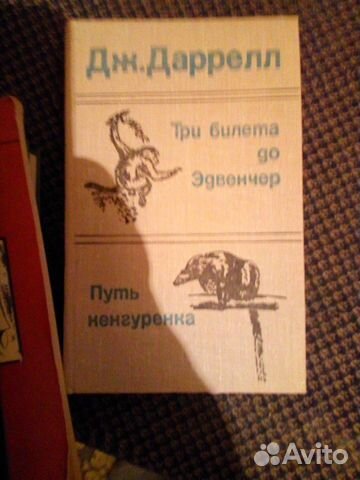 Дж. Даррелл
Три билета
до
Эдвенчер
Путь
кенгуренка
Avito